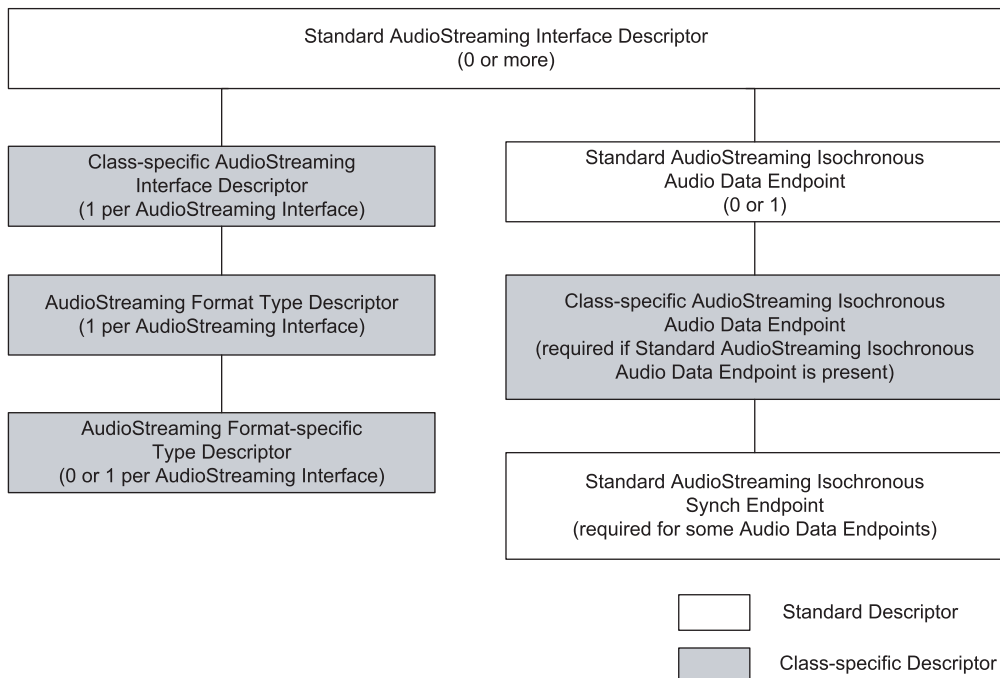 Standard AudioStreaming Interface Descriptor
(0 or more)
Class-specific AudioStreaming
Interface Descriptor
(1 per AudioStreaming Interface)
AudioStreaming Format Type Descriptor
(1 per AudioStreaming Interface)
AudioStreaming Format-specific
Type Descriptor
(0 or 1 per AudioStreaming Interface)
Standard AudioStreaming Isochronous
Audio Data Endpoint
(0 or 1)
Class-specific AudioStreaming Isochronous
Audio Data Endpoint
(required if Standard AudioStreaming Isochronous
Audio Data Endpoint is present)
Standard AudioStreaming Isochronous
Synch Endpoint
(required for some Audio Data Endpoints)
Standard Descriptor
Class-specific Descriptor